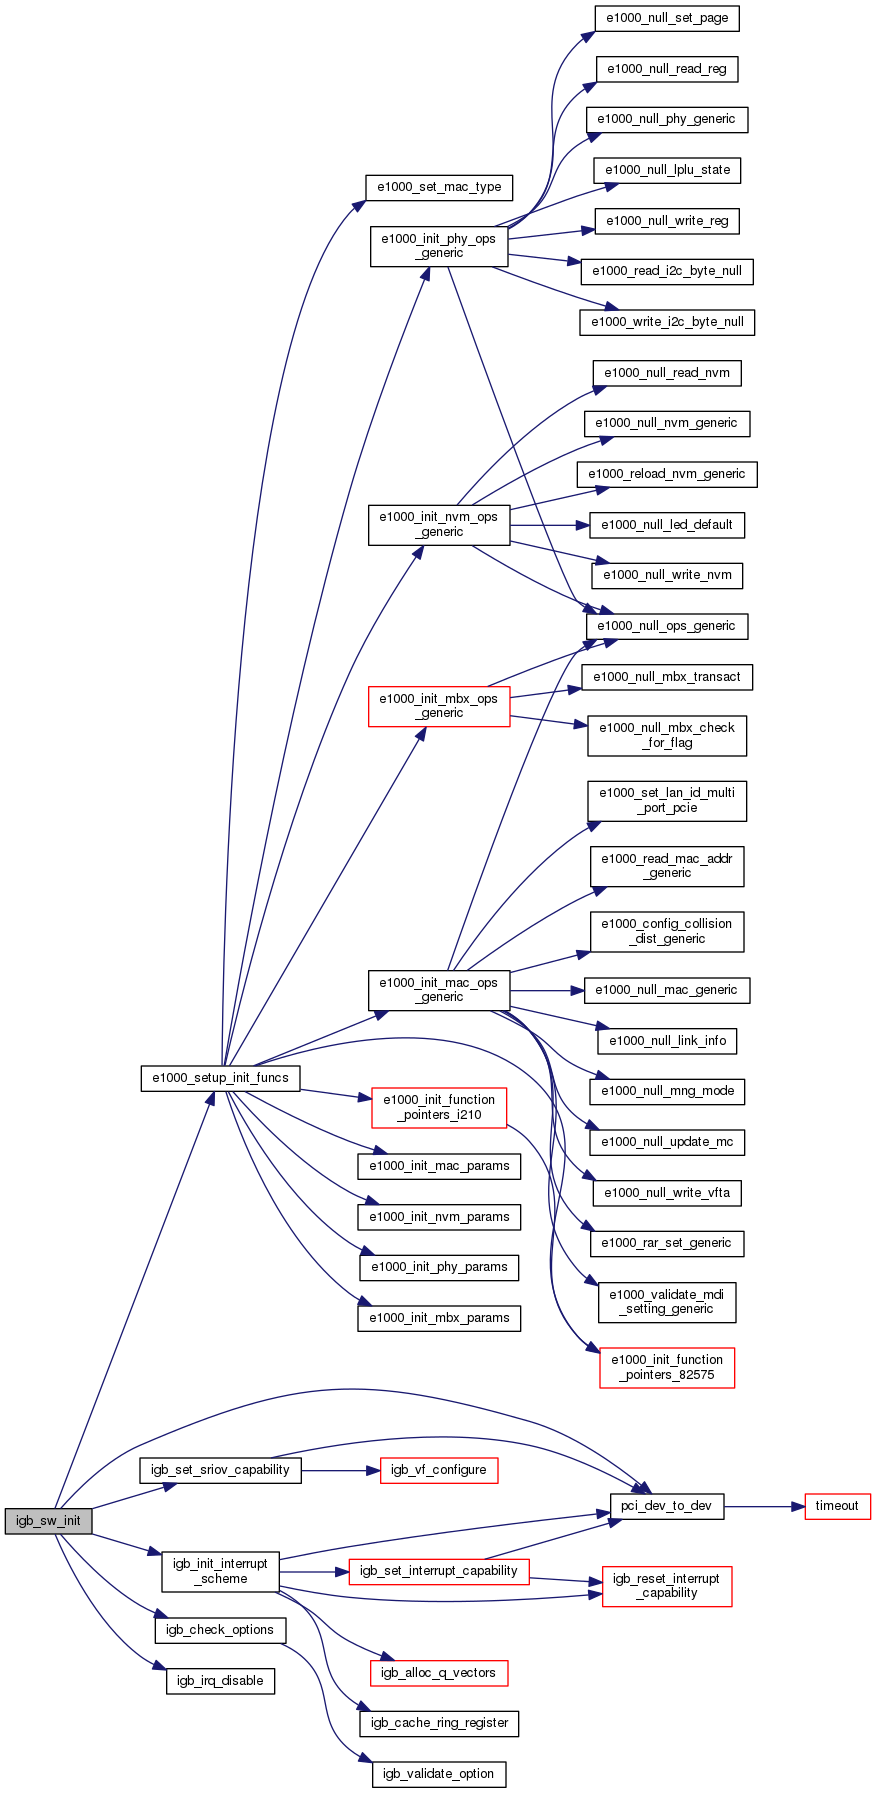 e1000_null_set_page
e1000_null_read_reg
e1000_null_phy_generic
e1000_null_lplu_state
e1000_set_mac_type
e1000_null_write_reg
e1000_init_phy_ops
_generic
e1000_read_i2c_byte_null
e1000_write_i2c_byte_null
e1000_null_read_nvm
e1000_null_nvm_generic
e1000_reload_nvm_generic
e1000_init_nvm_ops
_generic
e1000_null_led_default
e1000_null_write_nvm
e1000_null_ops_generic
e1000_null_mbx_transact
e1000_init_mbx_ops
_generic
e1000_null_mbx_check
_for_flag
e1000_set_lan_id_multi
_port_pcie
e1000_read_mac_addr
_generic
e1000_config_collision
_dist_generic
e1000_init_mac_ops
_generic
e1000_null_mac_generic
e1000_null_link_info
e1000_setup_init_funcs
e1000_null_mng_mode
e1000_init_function
_pointers_i210
e1000_null_update_mc
e1000_init_mac_params
e1000_null_write_vfta
e1000_init_nvm_params
e1000_rar_set_generic
e1000_init_phy_params
e1000_validate_mdi
_setting_generic
e1000_init_mbx_params
e1000_init_function
_pointers_82575
igb_set_sriov_capability
igb_vf_configure
pci_dev_to_dev
timeout
igb_sw_init
igb_init_interrupt
_scheme
igb_set_interrupt_capability
igb_reset_interrupt
_capability
igb_check_options
igb_alloc_q_vectors
igb_irq_disable
igb_cache_ring_register
igb_validate_option